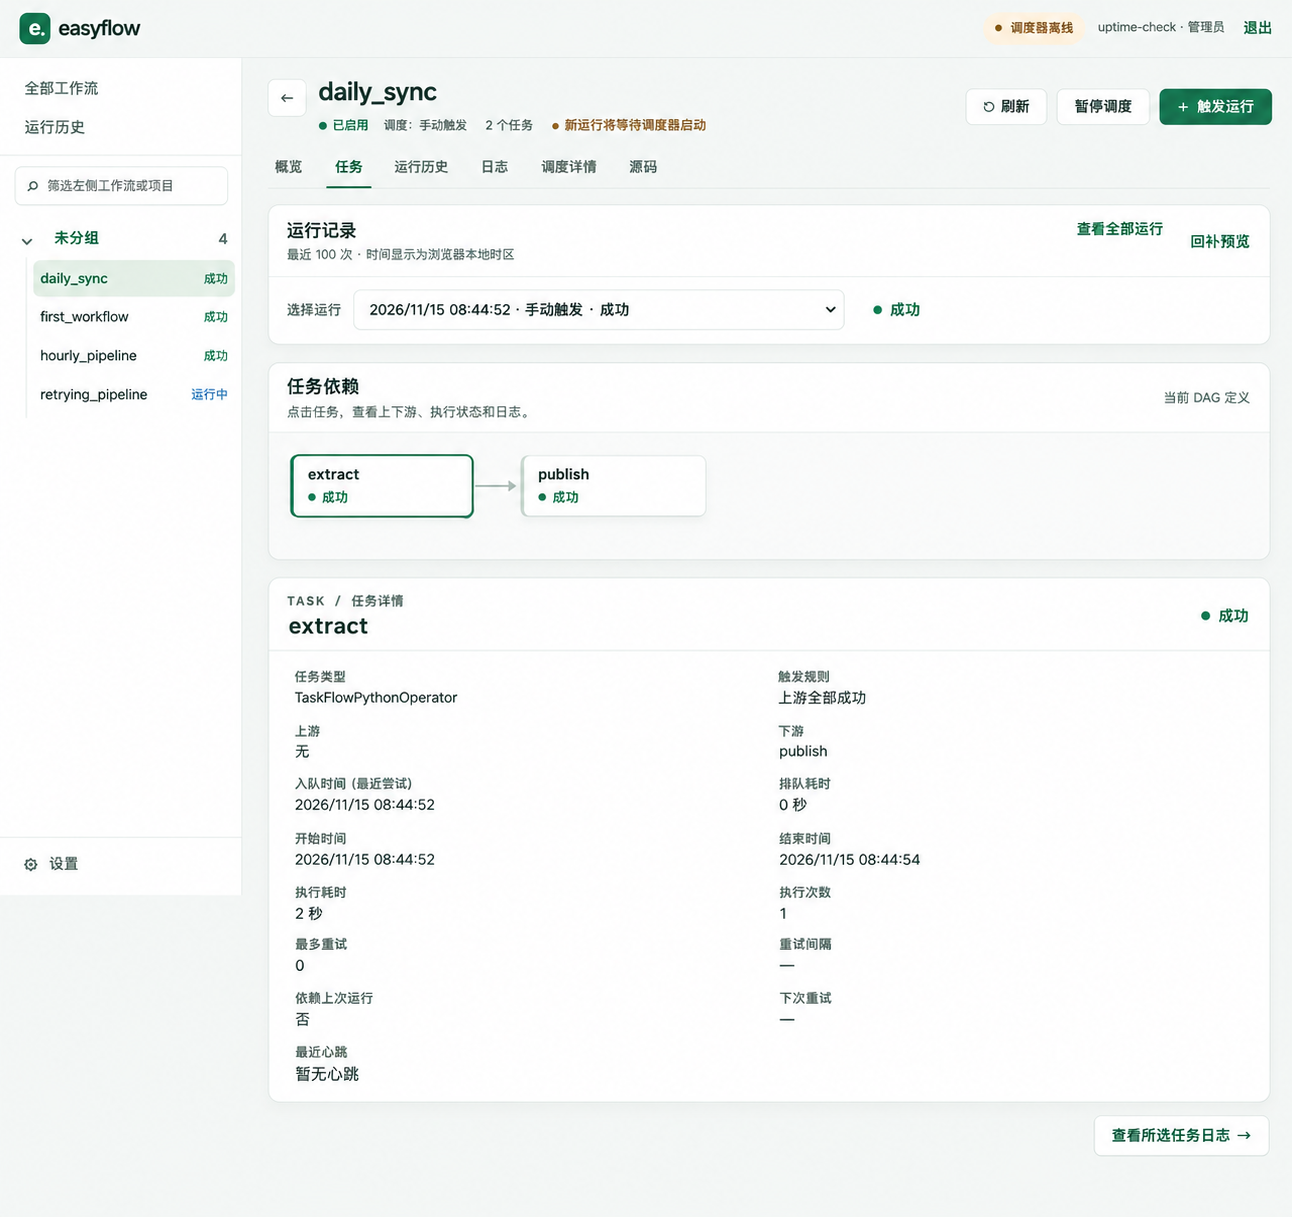 e. easyflow
调度器离线
uptime-check · 管理员
退出
全部工作流
运行历史
筛选左侧工作流或项目
未分组 4
daily_sync 成功
first_workflow 成功
hourly_pipeline 成功
retrying_pipeline 运行中
设置
←
daily_sync
已启用 调度：手动触发 2 个任务 新运行将等待调度器启动
刷新
暂停调度
+ 触发运行
概览 任务 运行历史 日志 调度详情 源码
运行记录
最近 100 次 · 时间显示为浏览器本地时区
查看全部运行
回补预览
选择运行 2026/11/15 08:44:52 · 手动触发 · 成功
成功
任务依赖
点击任务，查看上下游、执行状态和日志。
当前 DAG 定义
extract
成功
publish
成功
TASK / 任务详情
extract
成功
任务类型
TaskFlowPythonOperator
触发规则
上游全部成功
上游
无
下游
publish
入队时间 (最近尝试)
2026/11/15 08:44:52
排队耗时
0 秒
开始时间
2026/11/15 08:44:52
结束时间
2026/11/15 08:44:54
执行耗时
2 秒
执行次数
1
最多重试
0
重试间隔
—
依赖上次运行
否
下次重试
—
最近心跳
暂无心跳
查看所选任务日志 →